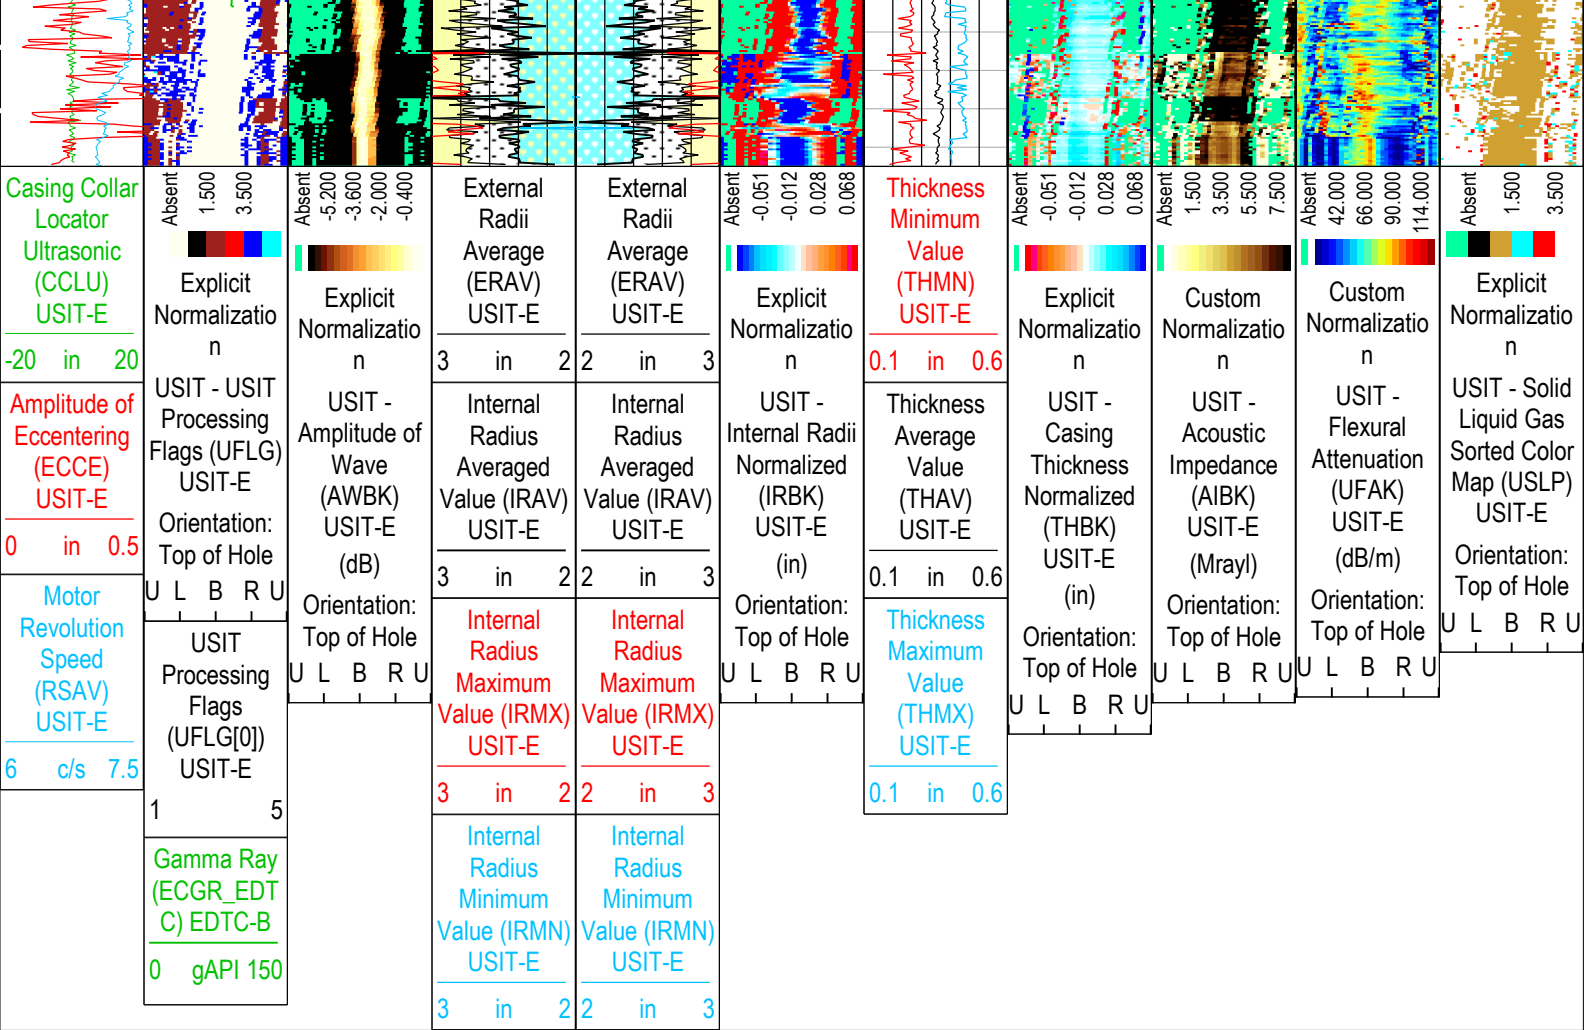 Casing Collar
Locator
Ultrasonic
(CCLU)
USIT-E
-20 in 20
Amplitude of
Eccentering
(ECCE)
USIT-E
0 in 0.5
Motor
Revolution
Speed
(RSAV)
USIT-E
6 c/s 7.5
Absent
1.500
3.500
Explicit
Normalizatio
n
USIT - USIT
Processing
Flags (UFLG)
USIT-E
Orientation:
Top of Hole
U L B R U
USIT
Processing
Flags
(UFLG[0])
USIT-E
1 5
Gamma Ray
(ECGR_EDT
C) EDTC-B
0 gAPI 150
Absent
-5.200
-3.600
-2.000
-0.400
Explicit
Normalizatio
n
USIT -
Amplitude of
Wave
(AWBK)
USIT-E
(dB)
Orientation:
Top of Hole
U L B R U
External
Radii
Average
(ERAV)
USIT-E
3 in 2
Internal
Radius
Averaged
Value (IRAV)
USIT-E
3 in 2
Internal
Radius
Maximum
Value (IRMX)
USIT-E
3 in 2
Internal
Radius
Minimum
Value (IRMN)
USIT-E
3 in 2
External
Radii
Average
(ERAV)
USIT-E
2 in 3
Internal
Radius
Averaged
Value (IRAV)
USIT-E
2 in 3
Internal
Radius
Maximum
Value (IRMX)
USIT-E
2 in 3
Internal
Radius
Minimum
Value (IRMN)
USIT-E
2 in 3
Absent
-0.051
-0.012
0.028
0.068
Explicit
Normalizatio
n
USIT -
Internal Radii
Normalized
(IRBK)
USIT-E
(in)
Orientation:
Top of Hole
U L B R U
Thickness
Minimum
Value
(THMN)
USIT-E
0.1 in 0.6
Thickness
Average
Value
(THAV)
USIT-E
0.1 in 0.6
Thickness
Maximum
Value
(THMX)
USIT-E
0.1 in 0.6
Absent
-0.051
-0.012
0.028
0.068
Explicit
Normalizatio
n
USIT -
Casing
Thickness
Normalized
(THBK)
USIT-E
(in)
Orientation:
Top of Hole
U L B R U
Absent
1.500
3.500
5.500
7.500
Custom
Normalizatio
n
USIT -
Acoustic
Impedance
(AIBK)
USIT-E
(Mrayl)
Orientation:
Top of Hole
U L B R U
Absent
42.000
66.000
90.000
114.000
Custom
Normalizatio
n
USIT -
Flexural
Attenuation
(UFAK)
USIT-E
(dB/m)
Orientation:
Top of Hole
U L B R U
Absent
1.500
3.500
Explicit
Normalizatio
n
USIT - Solid
Liquid Gas
Sorted Color
Map (USLP)
USIT-E
Orientation:
Top of Hole
U L B R U